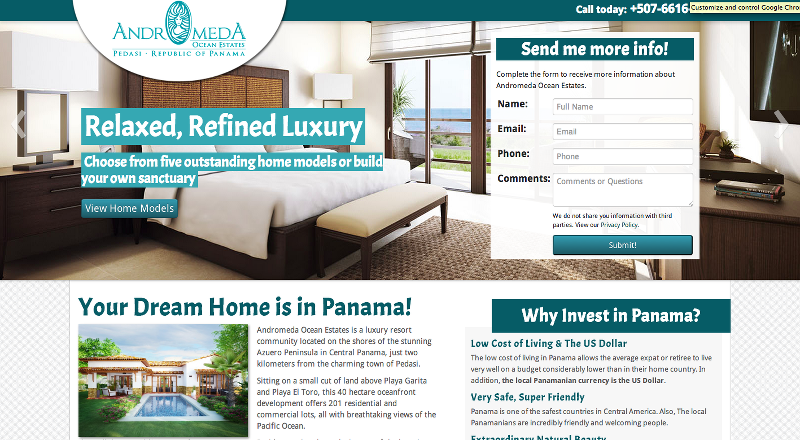 Call today: +507-6616
Customize and control Google Chro
ANDROMEDA
OCEAN ESTATES
PEDASI · REPUBLIC OF PANAMA
Relaxed, Refined Luxury
Choose from five outstanding home models or build
your own sanctuary
View Home Models
Send me more info!
Complete the form to receive more information about
Andromeda Ocean Estates.
Name:
Full Name
Email:
Email
Phone:
Phone
Comments:
Comments or Questions
We do not share you information with third
parties. View our Privacy Policy.
Submit!
Your Dream Home is in Panama!
Andromeda Ocean Estates is a luxury resort
community located on the shores of the stunning
Azuero Peninsula in Central Panama, just two
kilometers from the charming town of Pedasi.
Sitting on a small cut of land above Playa Garita
and Playa El Toro, this 40 hectare oceanfront
development offers 201 residential and
commercial lots, all with breathtaking views of the
Pacific Ocean.
Why Invest in Panama?
Low Cost of Living & The US Dollar
The low cost of living in Panama allows the average expat or retiree to live
very well on a budget considerably lower than in their home country. In
addition, the local Panamanian currency is the US Dollar.
Very Safe, Super Friendly
Panama is one of the safest countries in Central America. Also, The local
Panamanians are incredibly friendly and welcoming people.
Extraordinary Natural Beauty